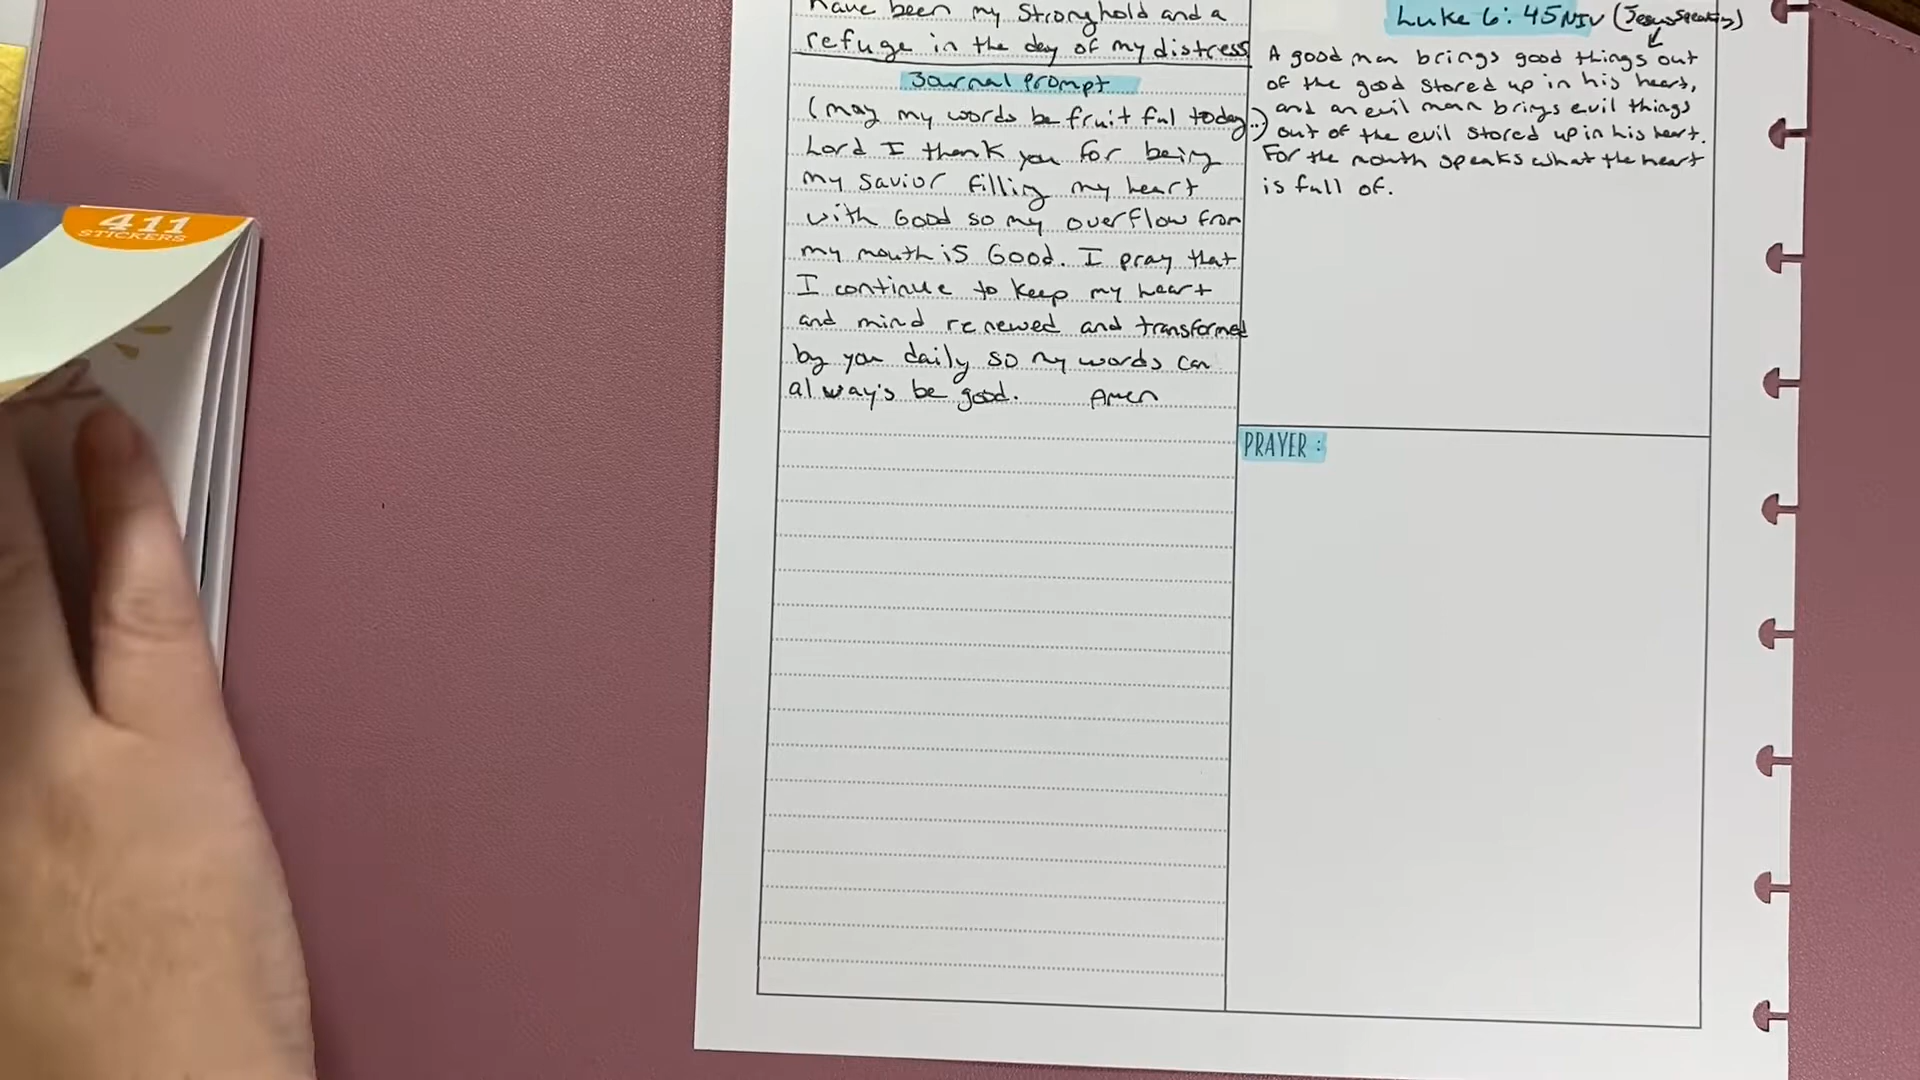 411
STICKERS
have been my Stronghold and a
refuge in the day of my distress
Journal Prompt
(may my words be fruitful today..)
Lord I thank you for being
my savior filling my heart
with Good so my overflow from
my mouth is Good. I pray that
I continue to keep my heart
and mind renewed and transformed
by you daily so my words can
always be good. Amen
Luke 6:45 NIV (Jesus Speaking)
A good man brings good things out
of the good stored up in his heart,
and an evil man brings evil things
out of the evil stored up in his heart.
For the mouth speaks what the heart
is full of.
PRAYER: